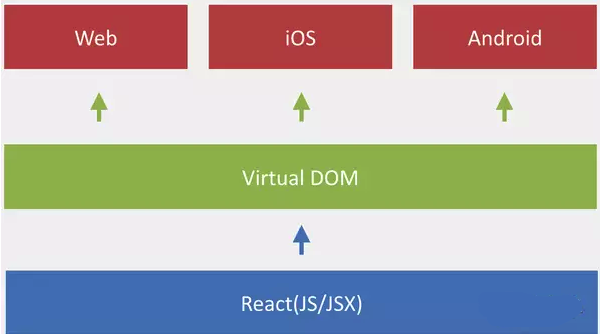 Web
iOS
Android
Virtual DOM
React(JS/JSX)